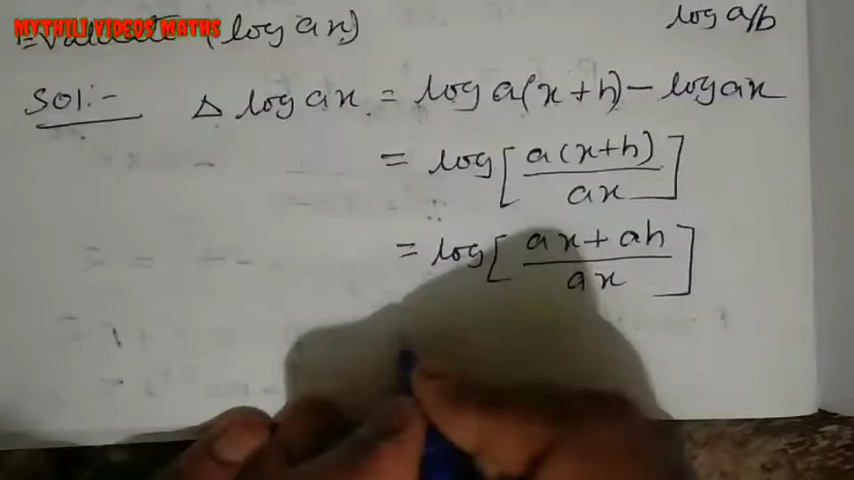 MYTHILI VIDEOS MATHS
(log ax)
log a/b
Sol:- Δ log ax = log a(x+h) - log ax
= log [ a(x+h) / ax ]
= log [ ax + ah / ax ]